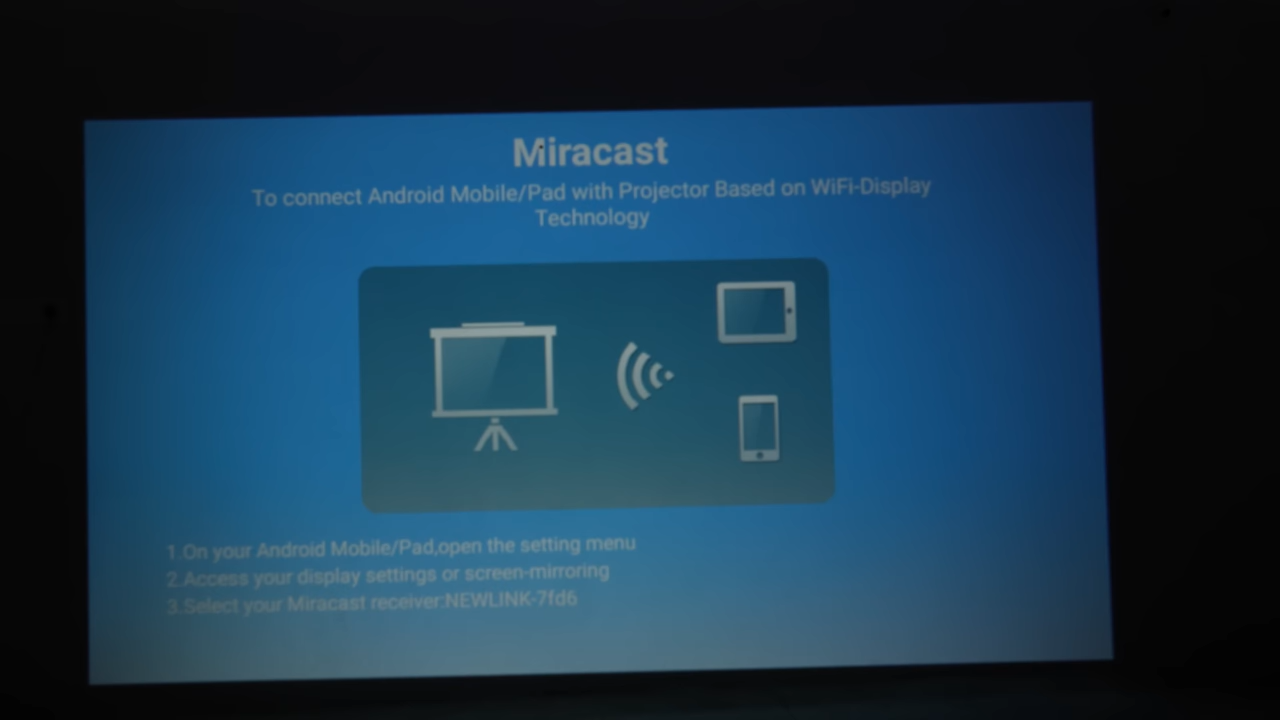 Miracast
To connect Android Mobile/Pad with Projector Based on WiFi-Display
Technology
1.On your Android Mobile/Pad,open the setting menu
2.Access your display settings or screen-mirroring
3.Select your Miracast receiver:NEWLINK-7fd6